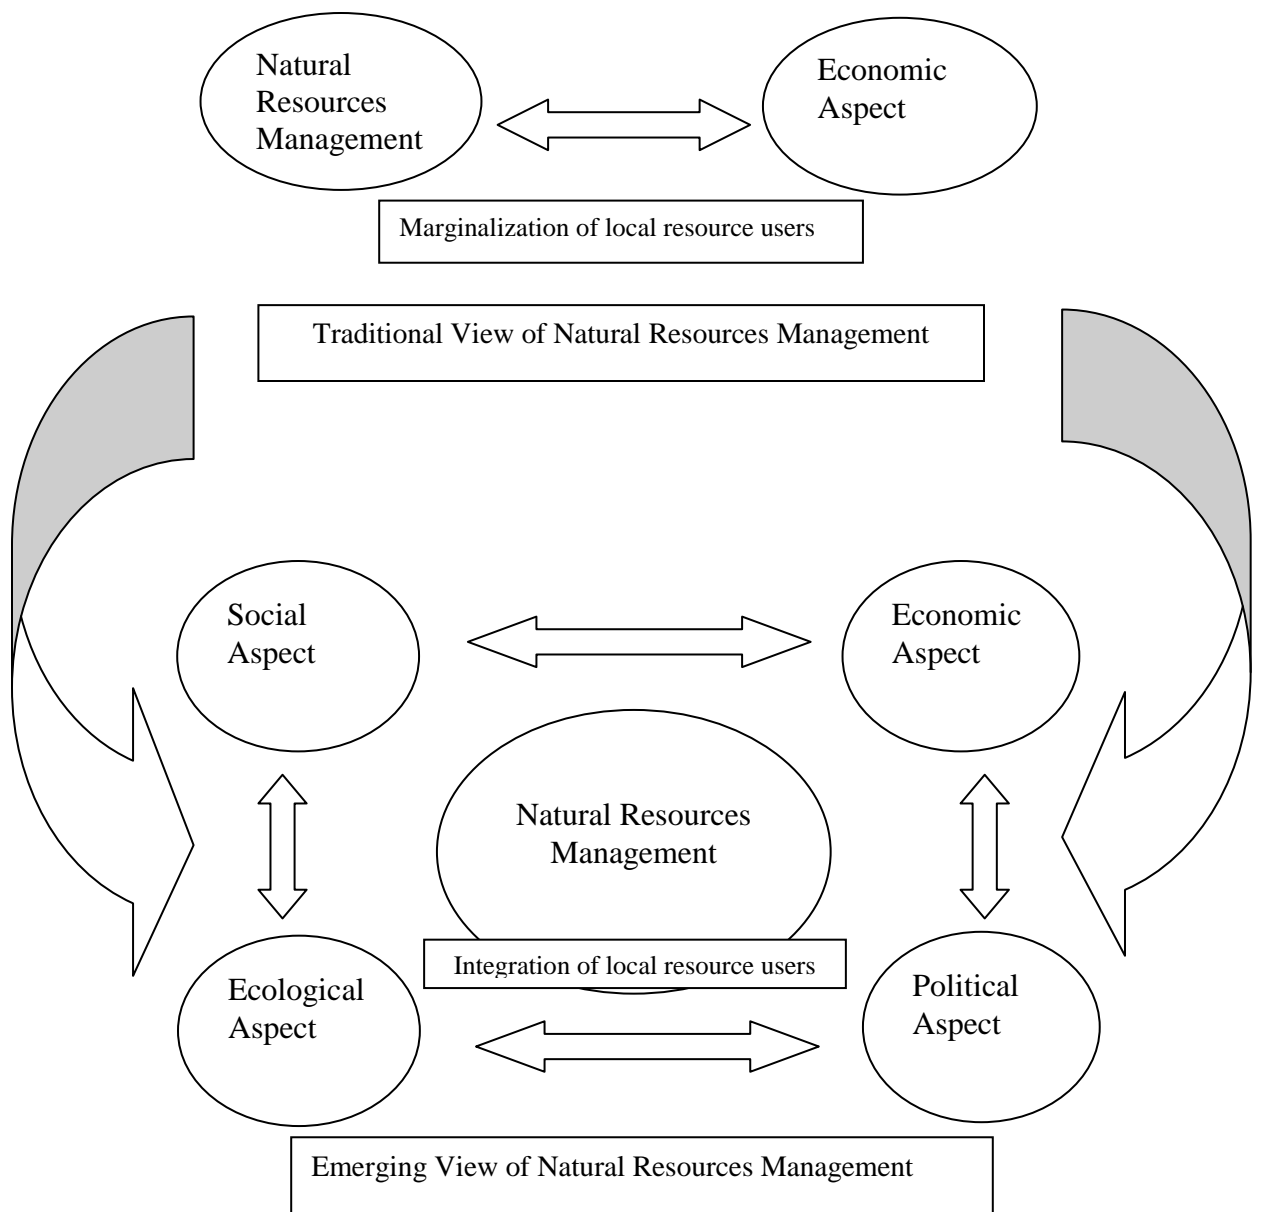 Natural
Resources
Management
Economic
Aspect
Marginalization of local resource users
Traditional View of Natural Resources Management
Social
Aspect
Economic
Aspect
Natural Resources
Management
Integration of local resource users
Ecological
Aspect
Political
Aspect
Emerging View of Natural Resources Management